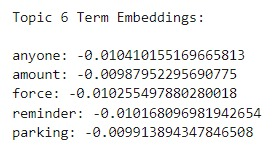 Topic 6 Term Embeddings:
anyone: -0.010410155169665813
amount: -0.00987952295690775
force: -0.010255497880280018
reminder: -0.010168096981942654
parking: -0.009913894347846508